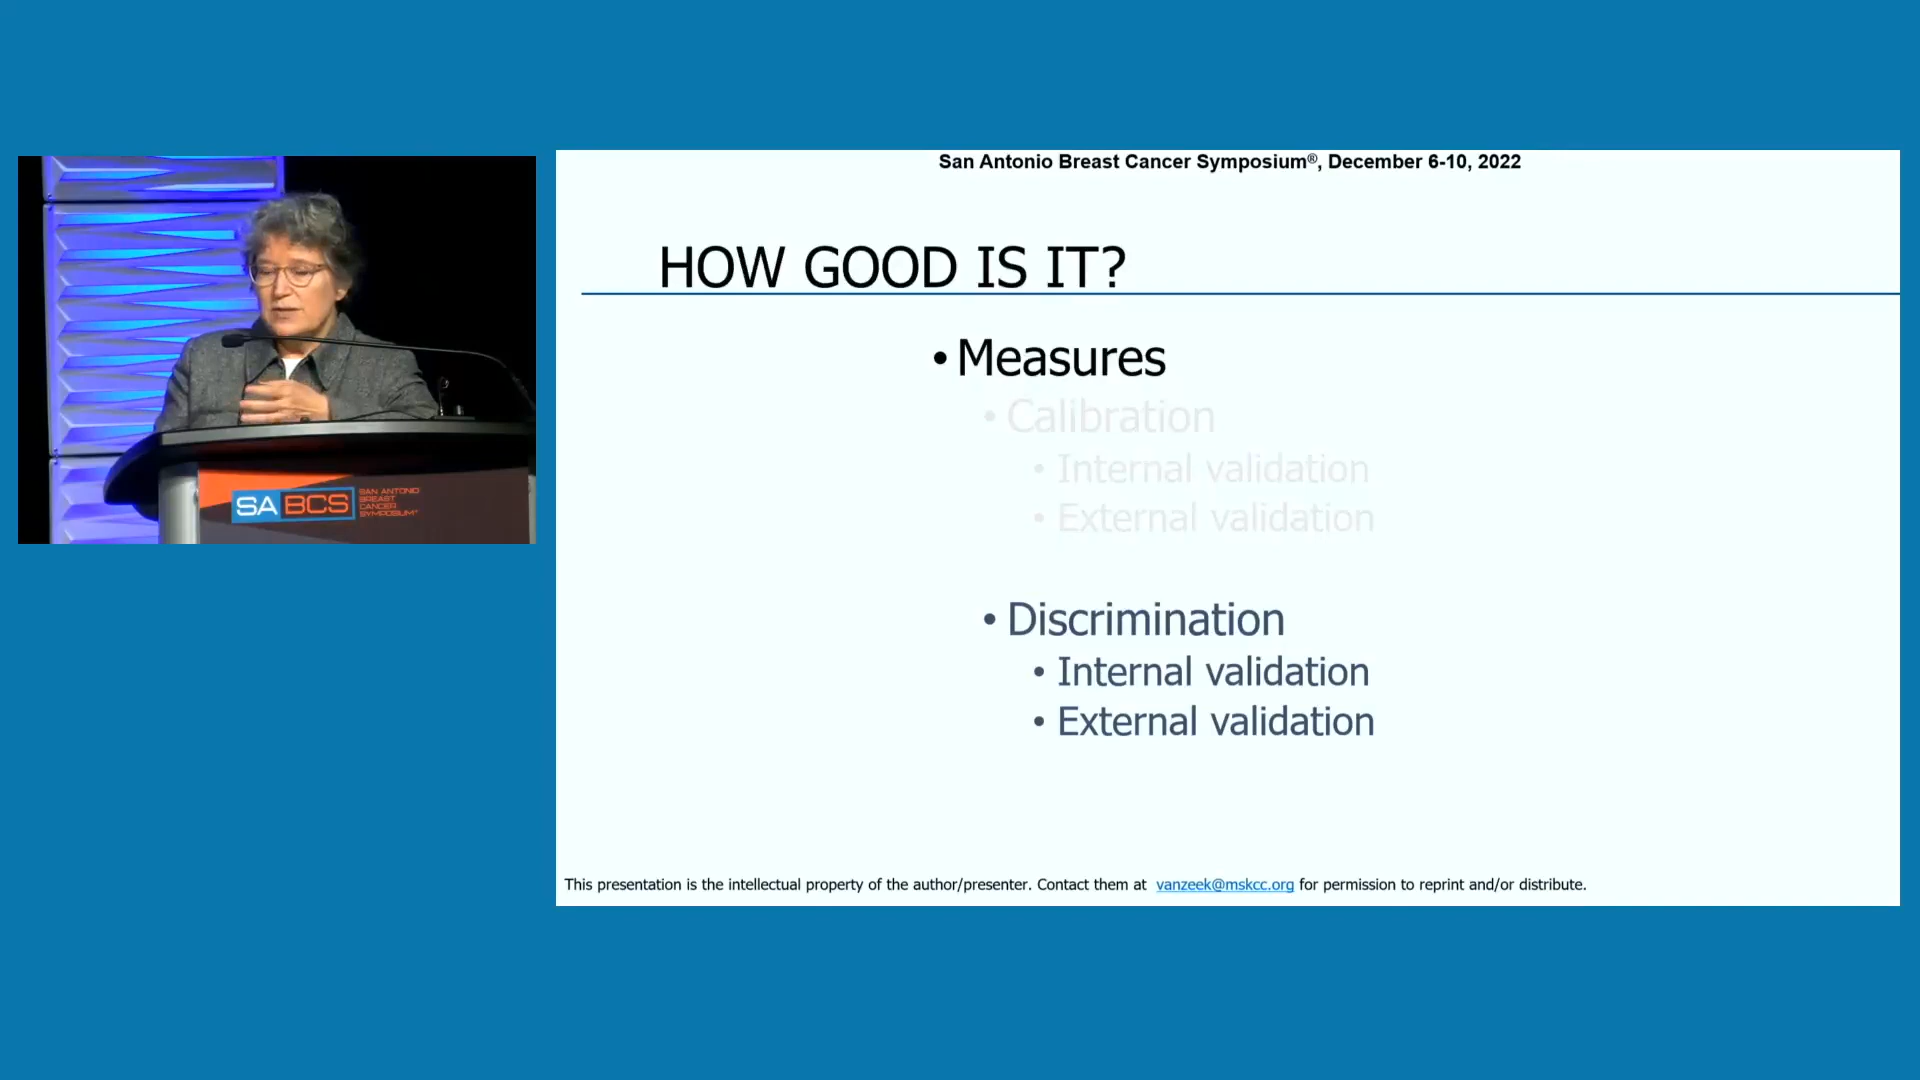 San Antonio Breast Cancer Symposium®, December 6-10, 2022
HOW GOOD IS IT?
• Measures
• Calibration
• Internal validation
• External validation
• Discrimination
• Internal validation
• External validation
This presentation is the intellectual property of the author/presenter. Contact them at vanzeek@mskcc.org for permission to reprint and/or distribute.
SA BCS
SAN ANTONIO
BREAST
CANCER
SYMPOSIUM®